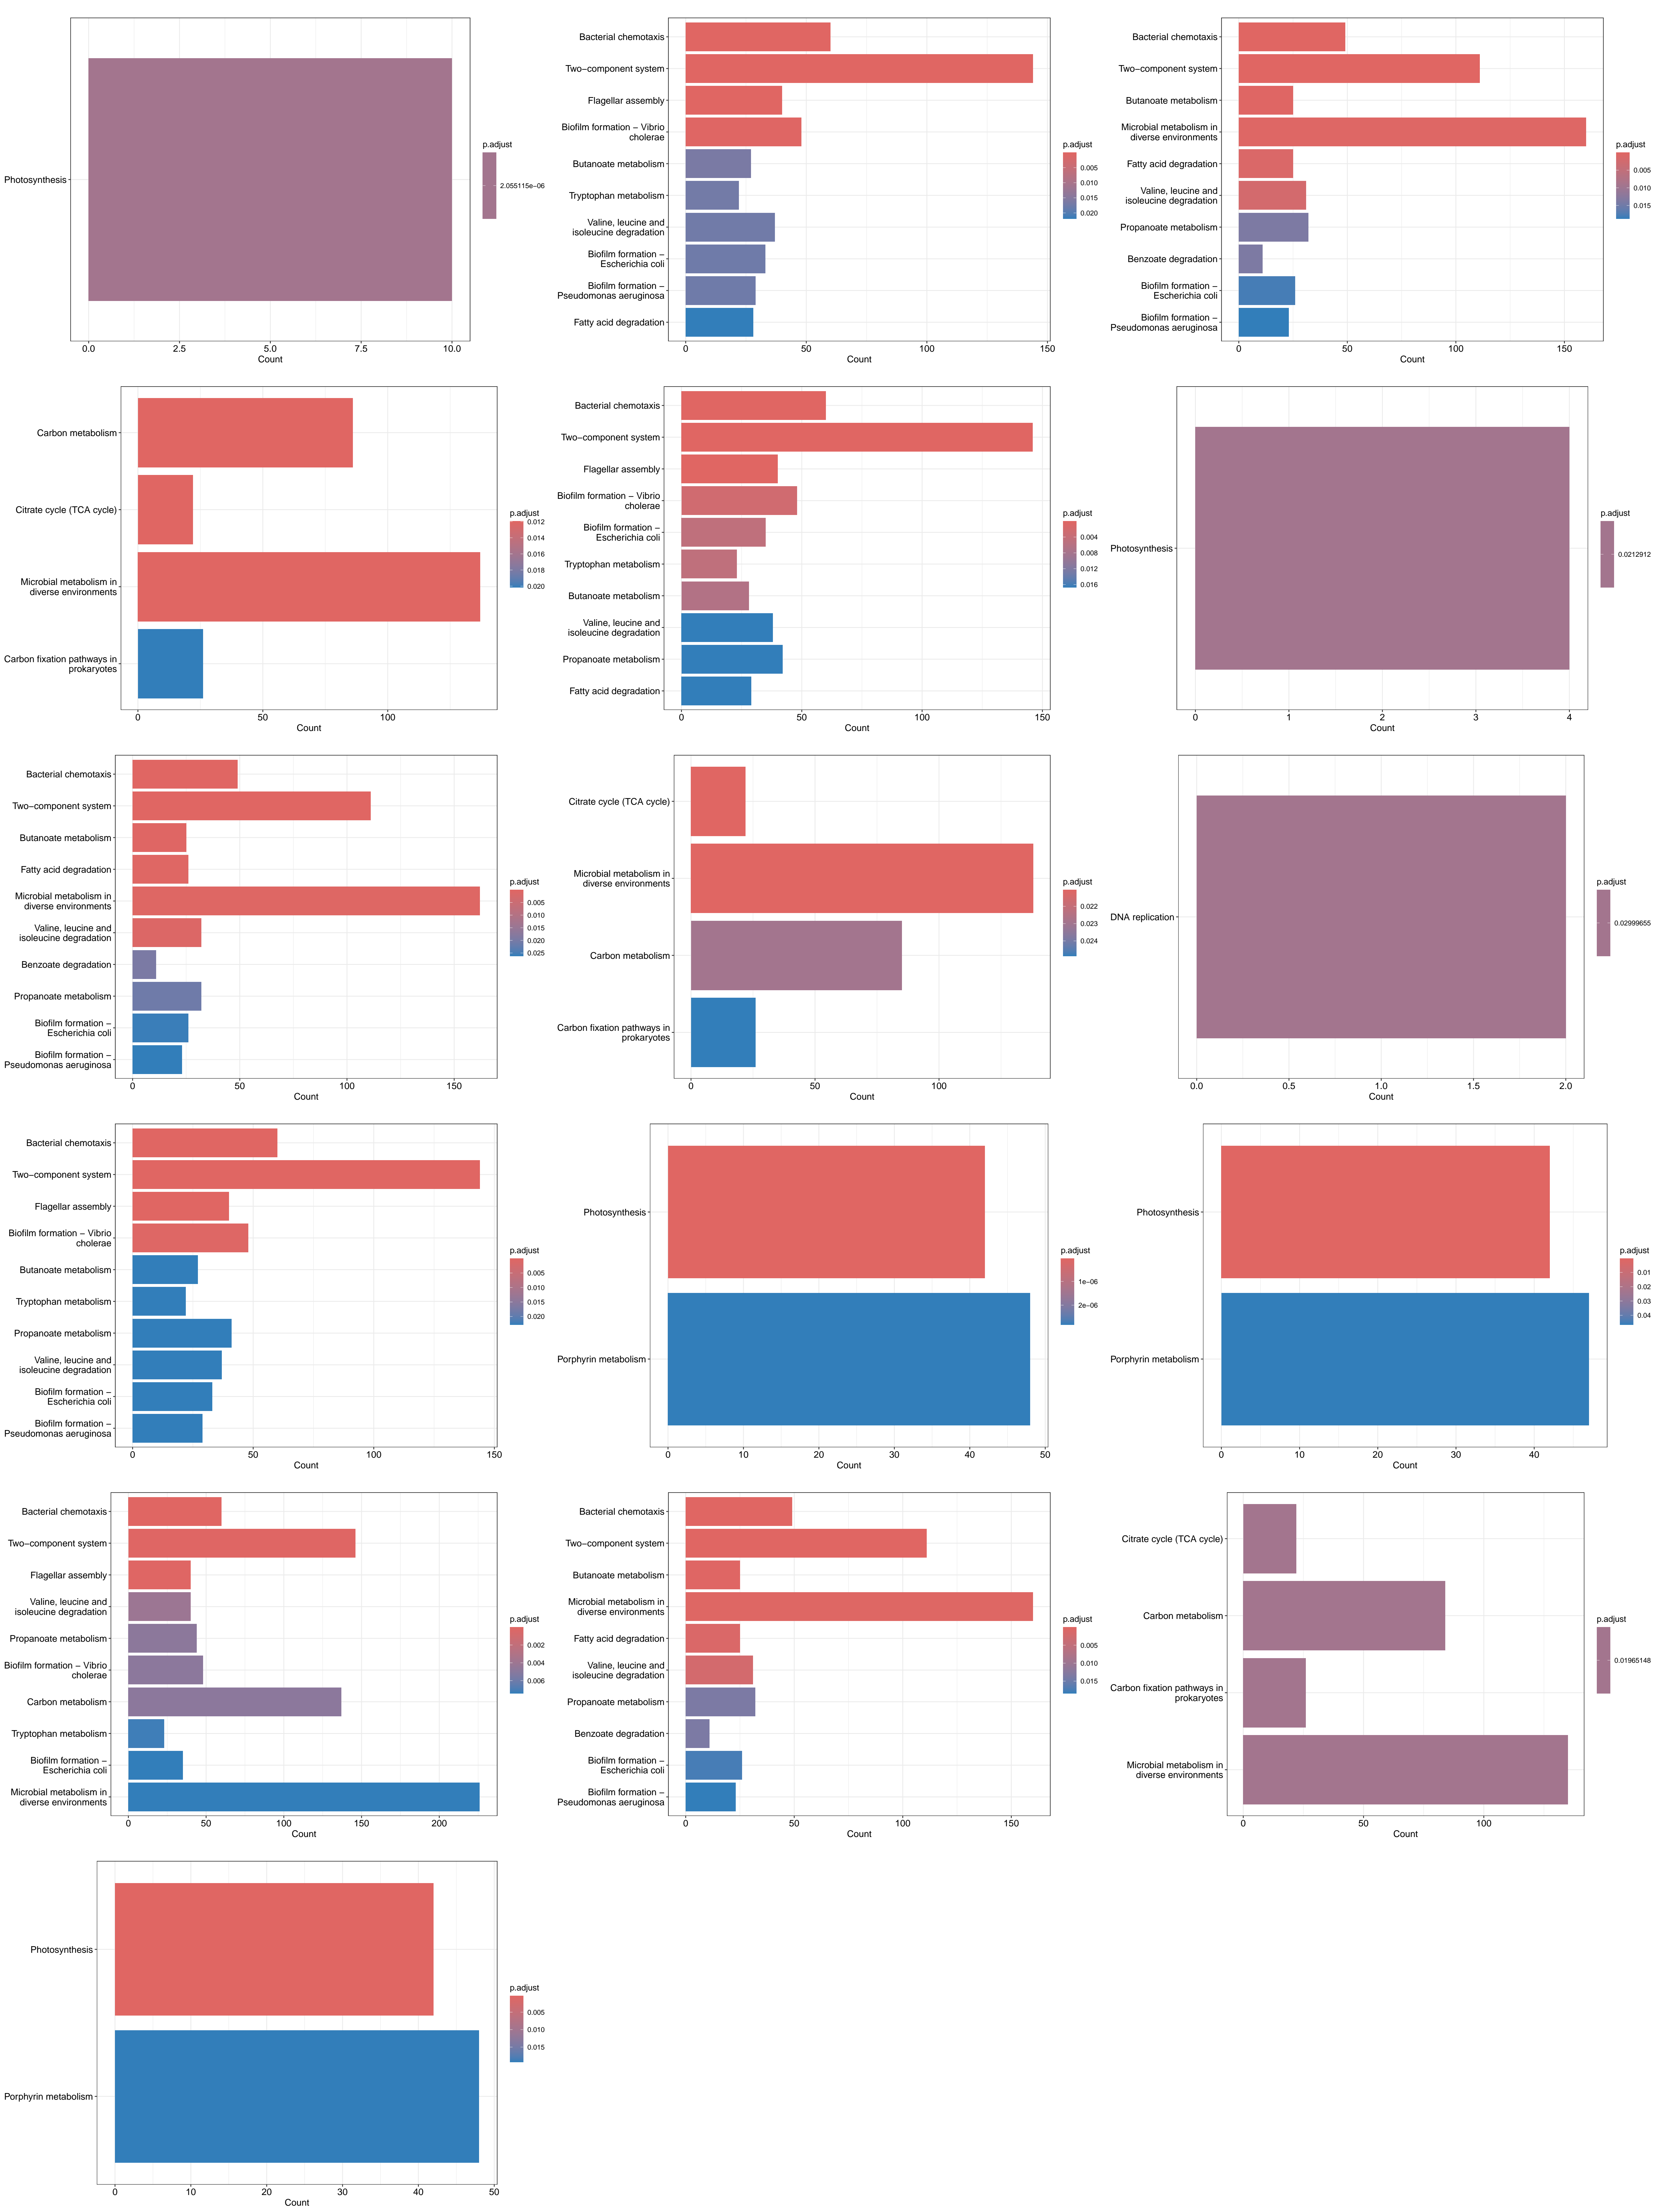 Photosynthesis
0.0
2.5
5.0
7.5
10.0
Count
p.adjust
2.055115e−06
Bacterial chemotaxis
Two−component system
Flagellar assembly
Biofilm formation − Vibrio
cholerae
Butanoate metabolism
Tryptophan metabolism
Valine, leucine and
isoleucine degradation
Biofilm formation −
Escherichia coli
Biofilm formation −
Pseudomonas aeruginosa
Fatty acid degradation
0
50
100
150
Count
p.adjust
0.005
0.010
0.015
0.020
Bacterial chemotaxis
Two−component system
Butanoate metabolism
Microbial metabolism in
diverse environments
Fatty acid degradation
Valine, leucine and
isoleucine degradation
Propanoate metabolism
Benzoate degradation
Biofilm formation −
Escherichia coli
Biofilm formation −
Pseudomonas aeruginosa
0
50
100
150
Count
p.adjust
0.005
0.010
0.015
Carbon metabolism
Citrate cycle (TCA cycle)
Microbial metabolism in
diverse environments
Carbon fixation pathways in
prokaryotes
0
50
100
Count
p.adjust
0.012
0.014
0.016
0.018
0.020
Bacterial chemotaxis
Two−component system
Flagellar assembly
Biofilm formation − Vibrio
cholerae
Biofilm formation −
Escherichia coli
Tryptophan metabolism
Butanoate metabolism
Valine, leucine and
isoleucine degradation
Propanoate metabolism
Fatty acid degradation
0
50
100
150
Count
p.adjust
0.004
0.008
0.012
0.016
Photosynthesis
0
1
2
3
4
Count
p.adjust
0.0212912
Bacterial chemotaxis
Two−component system
Butanoate metabolism
Fatty acid degradation
Microbial metabolism in
diverse environments
Valine, leucine and
isoleucine degradation
Benzoate degradation
Propanoate metabolism
Biofilm formation −
Escherichia coli
Biofilm formation −
Pseudomonas aeruginosa
0
50
100
150
Count
p.adjust
0.005
0.010
0.015
0.020
0.025
Citrate cycle (TCA cycle)
Microbial metabolism in
diverse environments
Carbon metabolism
Carbon fixation pathways in
prokaryotes
0
50
100
Count
p.adjust
0.022
0.023
0.024
DNA replication
0.0
0.5
1.0
1.5
2.0
Count
p.adjust
0.02999655
Bacterial chemotaxis
Two−component system
Flagellar assembly
Biofilm formation − Vibrio
cholerae
Butanoate metabolism
Tryptophan metabolism
Propanoate metabolism
Valine, leucine and
isoleucine degradation
Biofilm formation −
Escherichia coli
Biofilm formation −
Pseudomonas aeruginosa
0
50
100
150
Count
p.adjust
0.005
0.010
0.015
0.020
Photosynthesis
Porphyrin metabolism
0
10
20
30
40
50
Count
p.adjust
1e−06
2e−06
Photosynthesis
Porphyrin metabolism
0
10
20
30
40
Count
p.adjust
0.01
0.02
0.03
0.04
Bacterial chemotaxis
Two−component system
Flagellar assembly
Valine, leucine and
isoleucine degradation
Propanoate metabolism
Biofilm formation − Vibrio
cholerae
Carbon metabolism
Tryptophan metabolism
Biofilm formation −
Escherichia coli
Microbial metabolism in
diverse environments
0
50
100
150
200
Count
p.adjust
0.002
0.004
0.006
Bacterial chemotaxis
Two−component system
Butanoate metabolism
Microbial metabolism in
diverse environments
Fatty acid degradation
Valine, leucine and
isoleucine degradation
Propanoate metabolism
Benzoate degradation
Biofilm formation −
Escherichia coli
Biofilm formation −
Pseudomonas aeruginosa
0
50
100
150
Count
p.adjust
0.005
0.010
0.015
Citrate cycle (TCA cycle)
Carbon metabolism
Carbon fixation pathways in
prokaryotes
Microbial metabolism in
diverse environments
0
50
100
Count
p.adjust
0.01965148
Photosynthesis
Porphyrin metabolism
0
10
20
30
40
50
Count
p.adjust
0.005
0.010
0.015